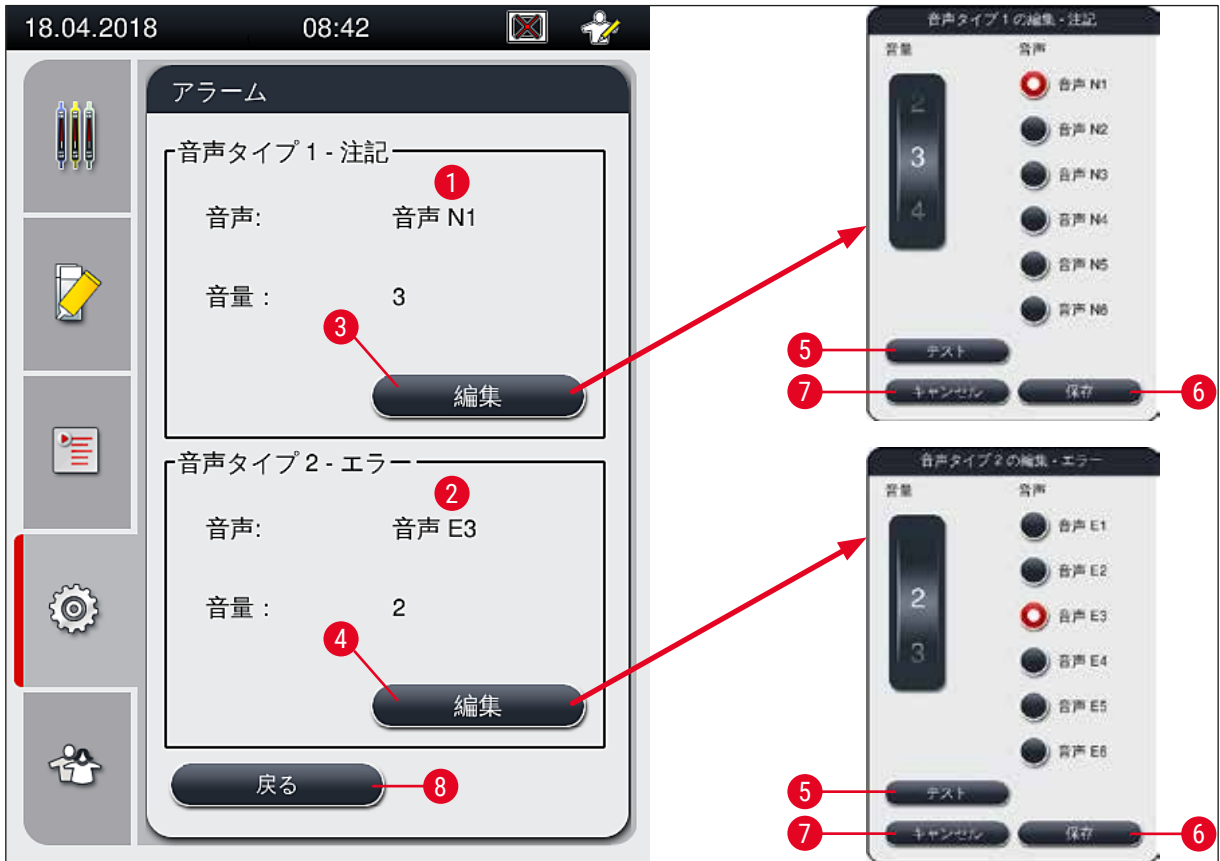 18.04.2018 08:42
アラーム
音声タイプ 1 - 注記
1
音声: 音声 N1
音量： 3
3
編集
音声タイプ 2 - エラー
2
音声: 音声 E3
音量： 2
4
編集
戻る
8
音声タイプ 1 の編集 - 注記
音量 音声
2
3
4
音声 N1
音声 N2
音声 N3
音声 N4
音声 N5
音声 N6
5 テスト
7 キャンセル 保存 6
音声タイプ 2 の編集 - エラー
音量 音声
2
3
音声 E1
音声 E2
音声 E3
音声 E4
音声 E5
音声 E6
5 テスト
7 キャンセル 保存 6